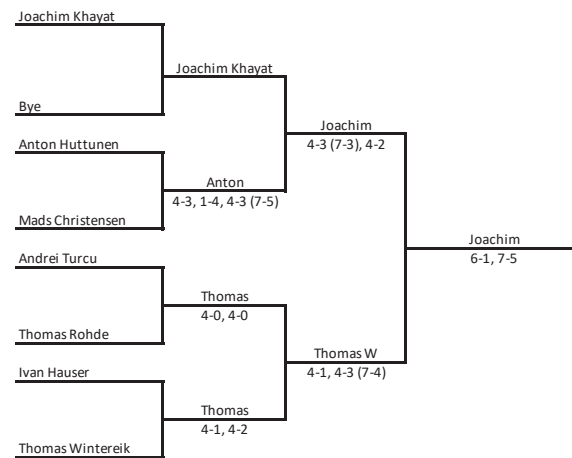 Joachim Khayat
Joachim Khayat
Bye
Joachim
4-3 (7-3), 4-2
Anton Huttunen
Anton
4-3, 1-4, 4-3 (7-5)
Mads Christensen
Joachim
6-1, 7-5
Andrei Turcu
Thomas
4-0, 4-0
Thomas Rohde
Thomas W
4-1, 4-3 (7-4)
Ivan Hauser
Thomas
4-1, 4-2
Thomas Wintereik